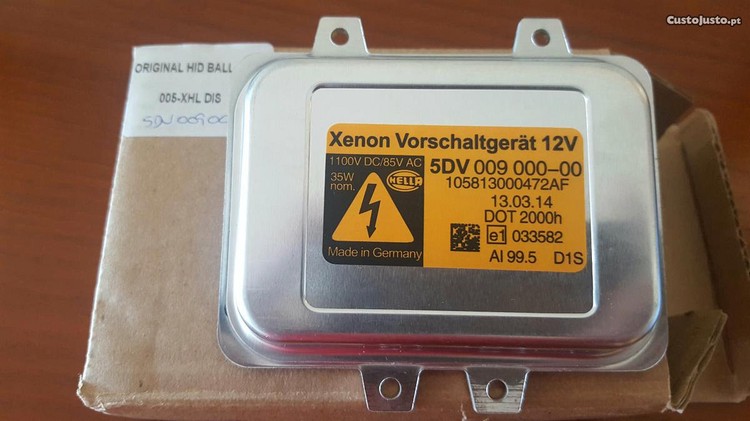 CustoJusto.pt
ORIGINAL HID BALL
005-XHL DIS
5DV 009 00
Xenon Vorschaltgerät 12V
1100V DC/85V AC
35W
nom.
HELLA
Made in Germany
5DV 009 000-00
105813000472AF
13.03.14
DOT 2000h
e1 033582
Al 99.5 D1S